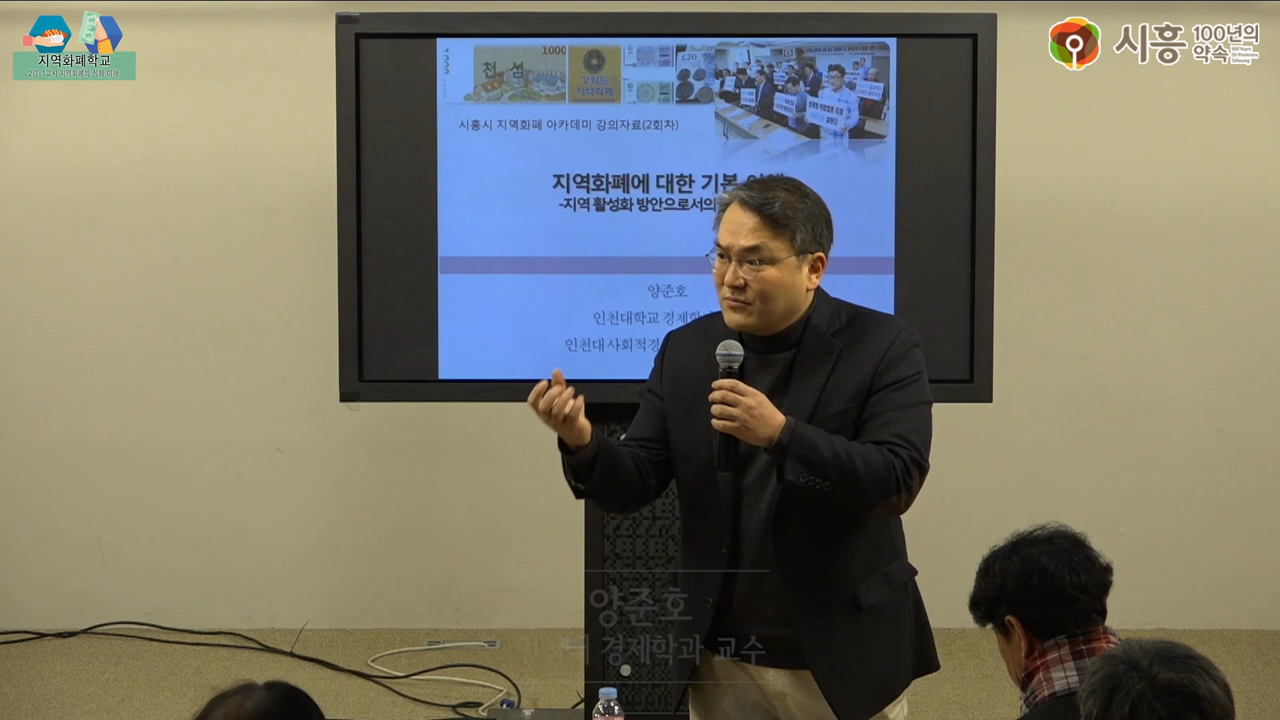 지역화폐학교
시흥
100년의
약속
1000
천 섬
£20
시흥시 지역화폐 아카데미 강의자료(2회차)
지역화폐에 대한 기본
-지역 활성화 방안으로서의
양준호
인천대학교 경제학
인천대 사회적경
양준호
경제학과 교수